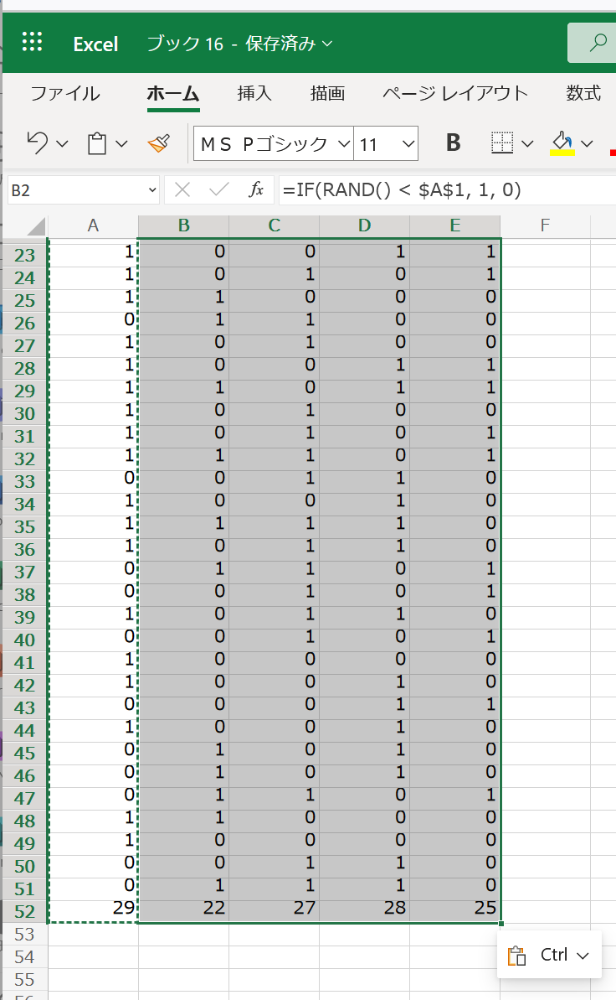 Excel ブック 16 - 保存済み
ファイル ホーム 挿入 描画 ページ レイアウト 数式
ＭＳ Ｐゴシック 11 B
B2 fx =IF(RAND() < $A$1, 1, 0)
A B C D E F
23 1 0 0 1 1
24 1 0 1 0 1
25 1 1 0 0 0
26 0 1 1 0 0
27 1 0 1 0 0
28 1 0 0 1 1
29 1 1 0 1 1
30 1 0 1 0 0
31 1 0 1 0 1
32 1 1 1 0 1
33 0 0 1 1 0
34 1 0 0 1 0
35 1 1 1 1 0
36 1 0 1 1 0
37 0 1 1 0 1
38 0 0 1 0 1
39 1 0 1 1 0
40 0 0 1 0 1
41 1 0 0 0 0
42 1 0 0 1 0
43 0 0 0 1 1
44 1 0 0 1 0
45 0 1 0 1 0
46 0 1 0 1 0
47 0 1 1 0 1
48 1 1 0 0 0
49 1 0 0 0 0
50 0 0 1 1 0
51 0 1 1 1 0
52 29 22 27 28 25
53
54 Ctrl
55
56